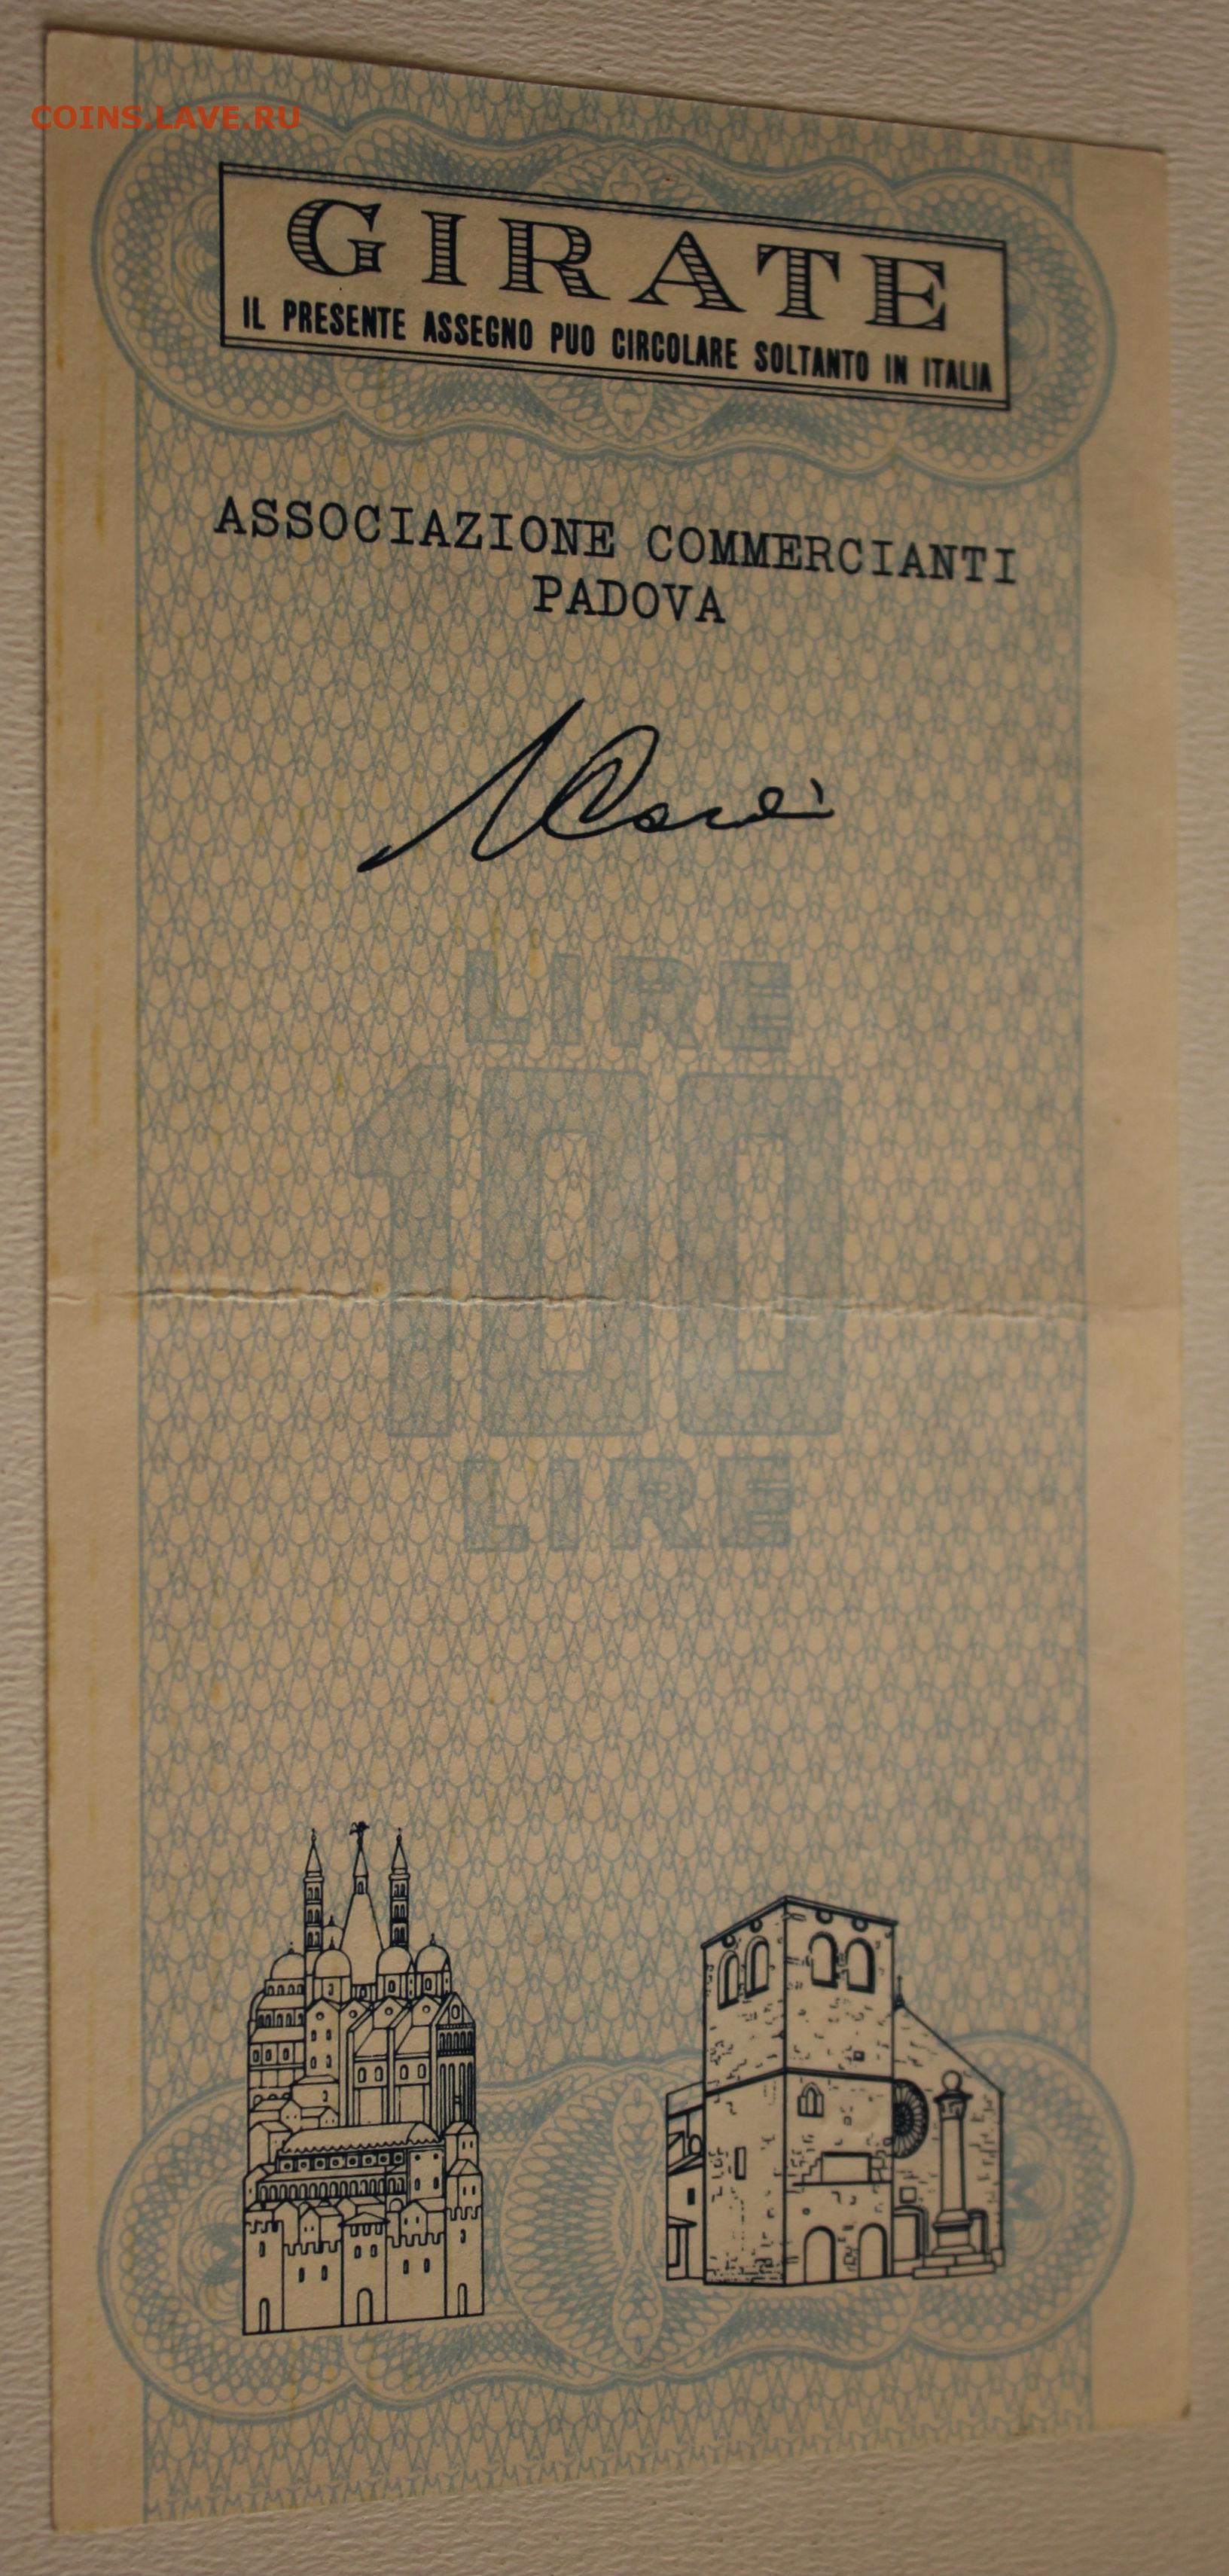 COINS.LAVE.RU
GIRATE
IL PRESENTE ASSEGNO PUO CIRCOLARE SOLTANTO IN ITALIA
ASSOCIAZIONE COMMERCIANTI
PADOVA
LIRE
100
LIRE